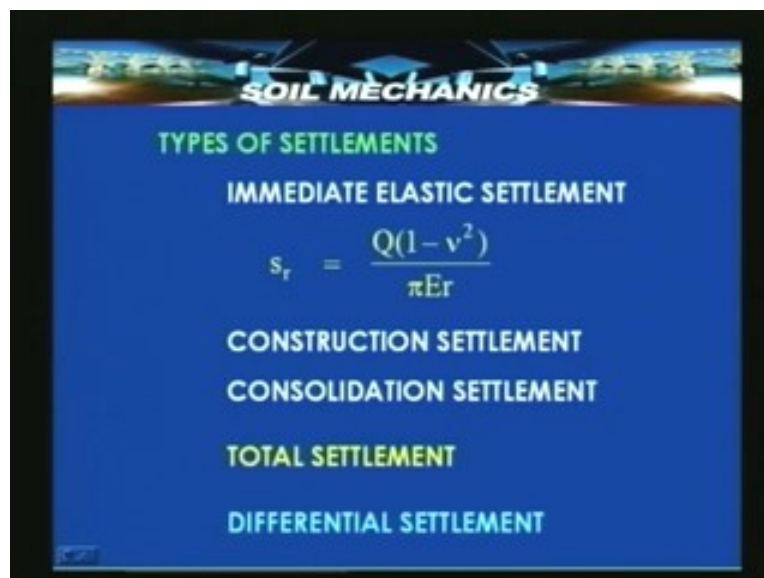 SOIL MECHANICS
TYPES OF SETTLEMENTS
IMMEDIATE ELASTIC SETTLEMENT
s_r = Q(1 − ν²) / πEr
CONSTRUCTION SETTLEMENT
CONSOLIDATION SETTLEMENT
TOTAL SETTLEMENT
DIFFERENTIAL SETTLEMENT